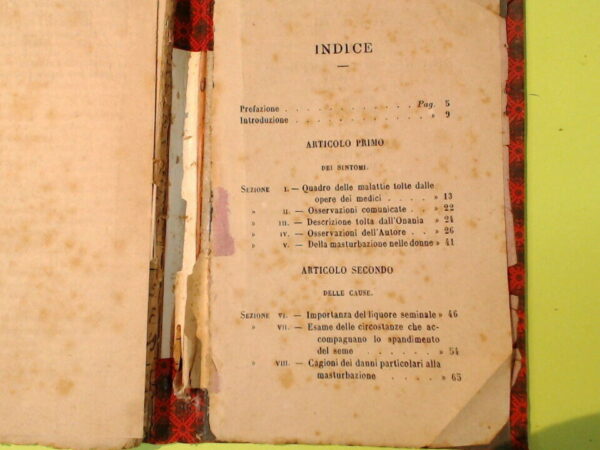 INDICE
Prefazione . . . . . . . . . . . . . Pag. 5
Introduzione . . . . . . . . . . . . . » 9
ARTICOLO PRIMO
DEI SINTOMI.
SEZIONE I. — Quadro delle malattie tolte dalle
opere dei medici . . . . . » 13
» II. — Osservazioni comunicate . . » 22
» III. — Descrizione tolta dall'Onania » 24
» IV. — Osservazioni dell'Autore . . » 26
» V. — Della masturbazione nelle donne » 41
ARTICOLO SECONDO
DELLE CAUSE.
SEZIONE VI. — Importanza del liquore seminale » 46
» VII. — Esame delle circostanze che ac-
compagnano lo spandimento
del seme . . . . . . » 54
» VIII. — Cagioni dei danni particolari alla
masturbazione . . . . » 65